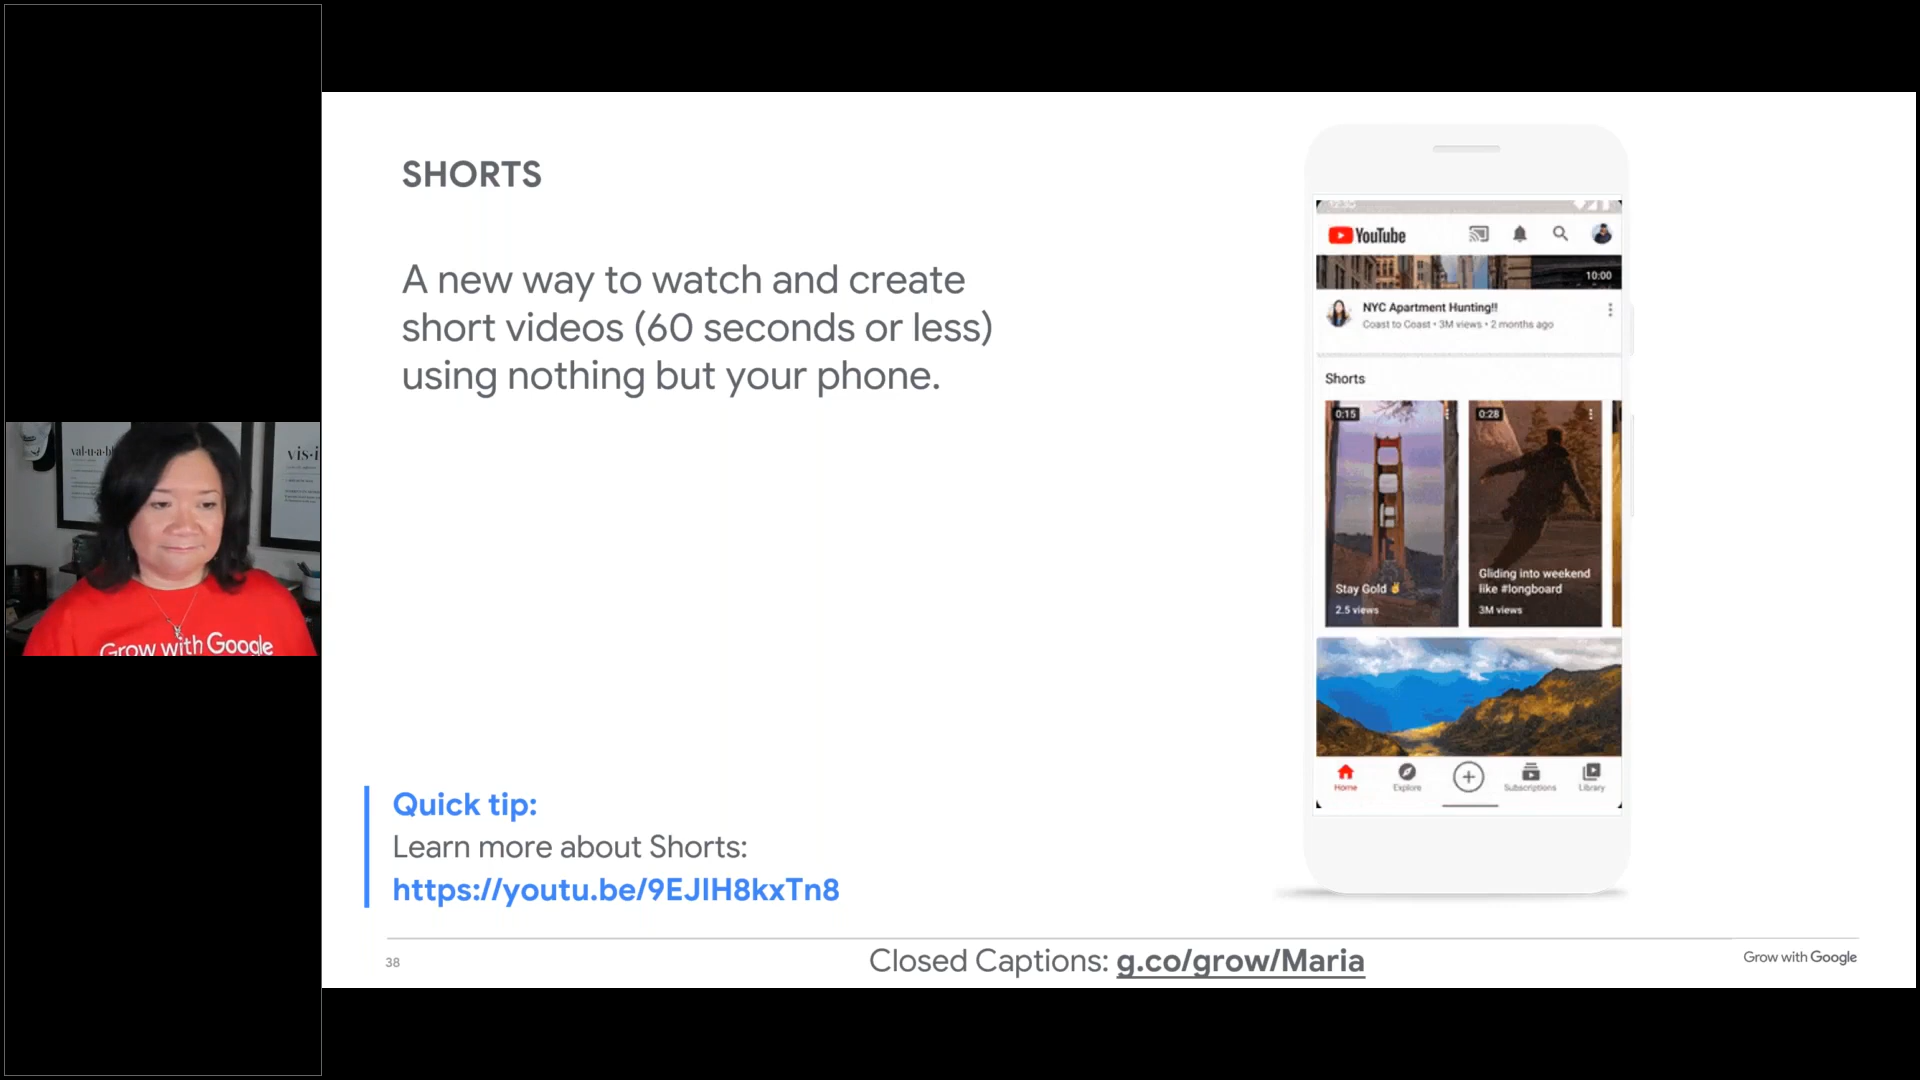 SHORTS
A new way to watch and create
short videos (60 seconds or less)
using nothing but your phone.
YouTube
10:00
NYC Apartment Hunting!!
Coast to Coast • 3M views • 2 months ago
Shorts
0:15
0:28
Stay Gold ✌
2.5 views
Gliding into weekend
like #longboard
3M views
Home
Explore
Subscriptions
Library
Grow with Google
Quick tip:
Learn more about Shorts:
https://youtu.be/9EJlH8kxTn8
38
Closed Captions: g.co/grow/Maria
Grow with Google